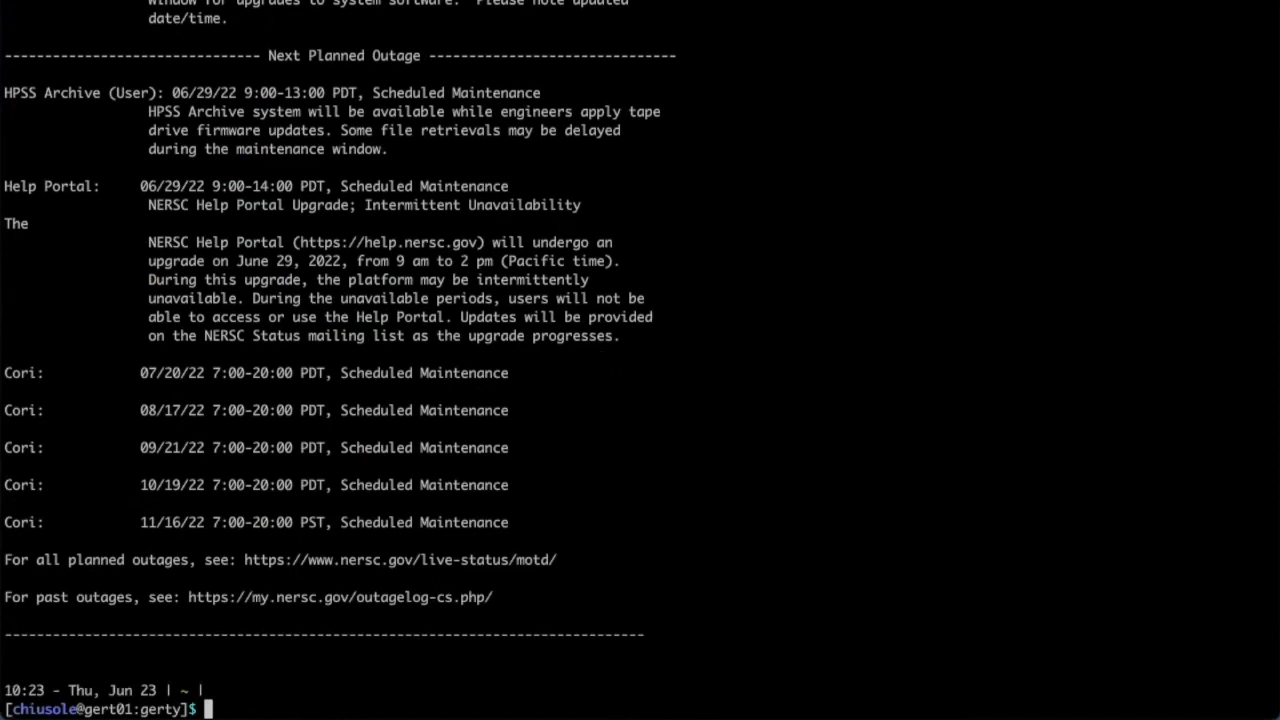 window for upgrades to system software. Please note updated
date/time.
-------------------------------- Next Planned Outage -------------------------------
HPSS Archive (User): 06/29/22 9:00-13:00 PDT, Scheduled Maintenance
HPSS Archive system will be available while engineers apply tape
drive firmware updates. Some file retrievals may be delayed
during the maintenance window.
Help Portal: 06/29/22 9:00-14:00 PDT, Scheduled Maintenance
NERSC Help Portal Upgrade; Intermittent Unavailability
The
NERSC Help Portal (https://help.nersc.gov) will undergo an
upgrade on June 29, 2022, from 9 am to 2 pm (Pacific time).
During this upgrade, the platform may be intermittently
unavailable. During the unavailable periods, users will not be
able to access or use the Help Portal. Updates will be provided
on the NERSC Status mailing list as the upgrade progresses.
Cori: 07/20/22 7:00-20:00 PDT, Scheduled Maintenance
Cori: 08/17/22 7:00-20:00 PDT, Scheduled Maintenance
Cori: 09/21/22 7:00-20:00 PDT, Scheduled Maintenance
Cori: 10/19/22 7:00-20:00 PDT, Scheduled Maintenance
Cori: 11/16/22 7:00-20:00 PST, Scheduled Maintenance
For all planned outages, see: https://www.nersc.gov/live-status/motd/
For past outages, see: https://my.nersc.gov/outagelog-cs.php/
--------------------------------------------------------------------------------
10:23 - Thu, Jun 23 | ~ |
[chiusole@gert01:gerty]$